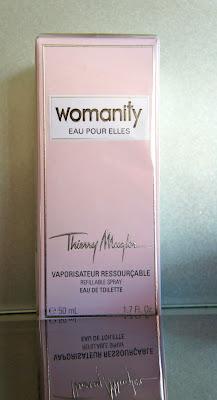 womanity
EAU POUR ELLES
Thierry Mugler
VAPORISATEUR RESSOURÇABLE
REFILLABLE SPRAY
EAU DE TOILETTE
℮ 50 mL 1.7 Fl. Oz.